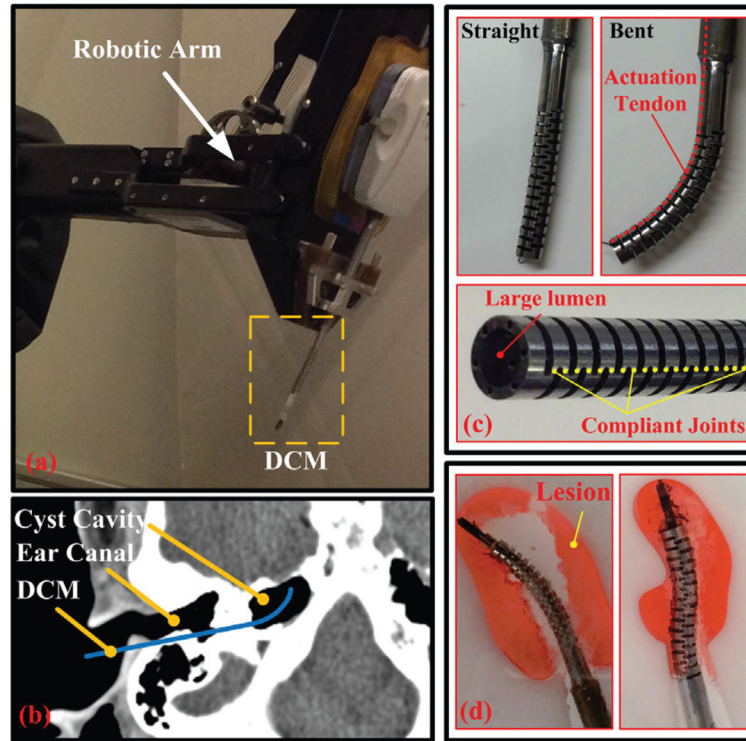 Robotic Arm
DCM
(a)
Cyst Cavity
Ear Canal
DCM
(b)
Straight
Bent
Actuation
Tendon
Large lumen
Compliant Joints
(c)
Lesion
(d)